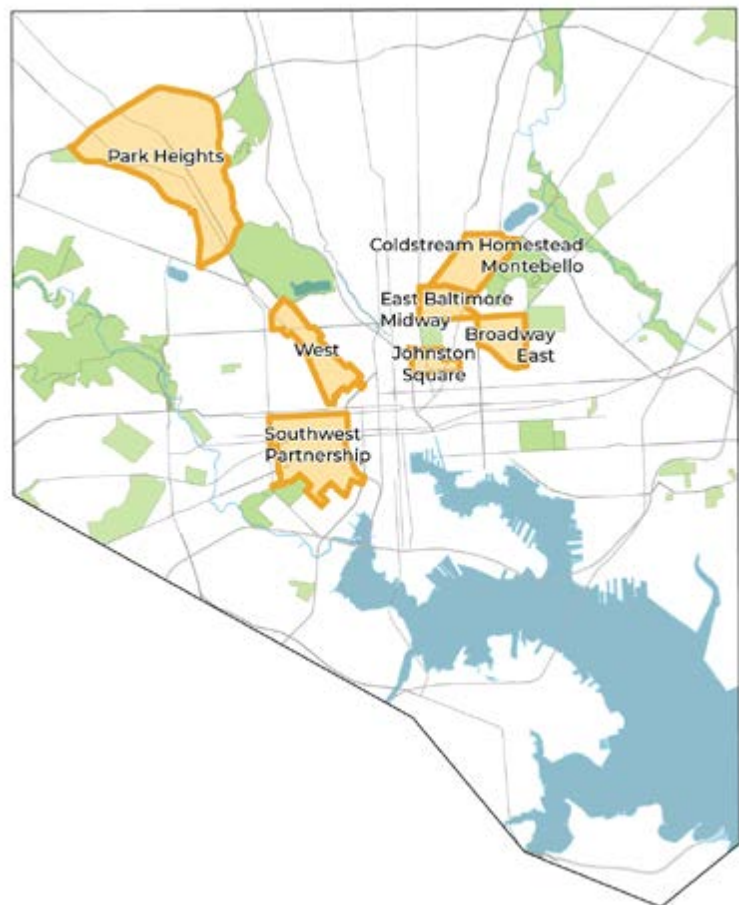 Park Heights
Coldstream Homestead
Montebello
East Baltimore
Midway
Broadway
East
Johnston
Square
West
Southwest
Partnership